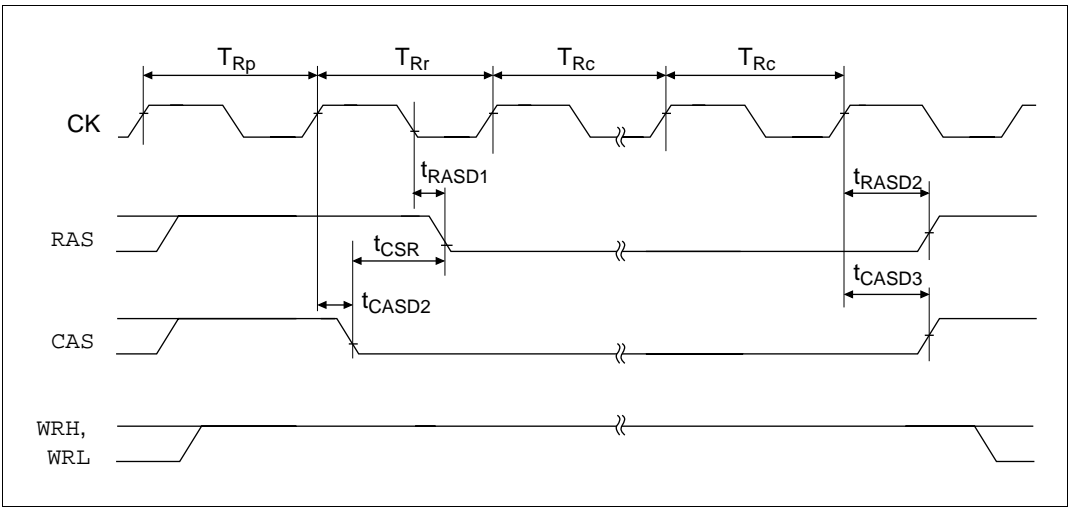 TRp TRr TRc TRc
CK
tRASD1 tRASD2
RAS
tCSR
tCASD3
tCASD2
CAS
WRH,
WRL